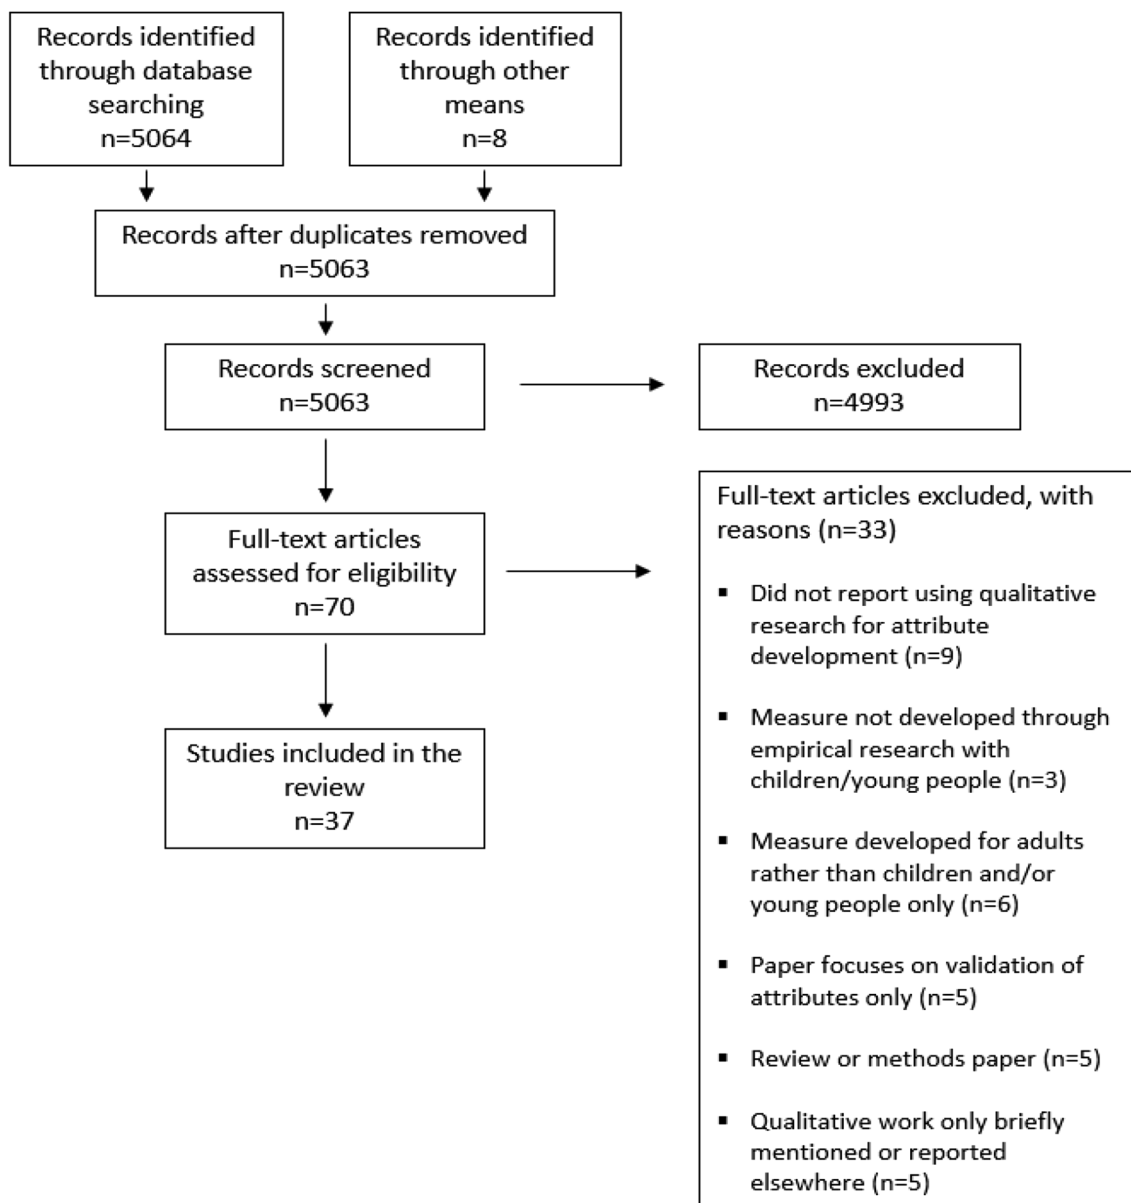 Records identified
through database
searching
n=5064
Records identified
through other
means
n=8
Records after duplicates removed
n=5063
Records screened
n=5063
Records excluded
n=4993
Full-text articles
assessed for eligibility
n=70
Full-text articles excluded, with
reasons (n=33)
▪ Did not report using qualitative
research for attribute
development (n=9)
▪ Measure not developed through
empirical research with
children/young people (n=3)
▪ Measure developed for adults
rather than children and/or
young people only (n=6)
▪ Paper focuses on validation of
attributes only (n=5)
▪ Review or methods paper (n=5)
▪ Qualitative work only briefly
mentioned or reported
elsewhere (n=5)
Studies included in the
review
n=37